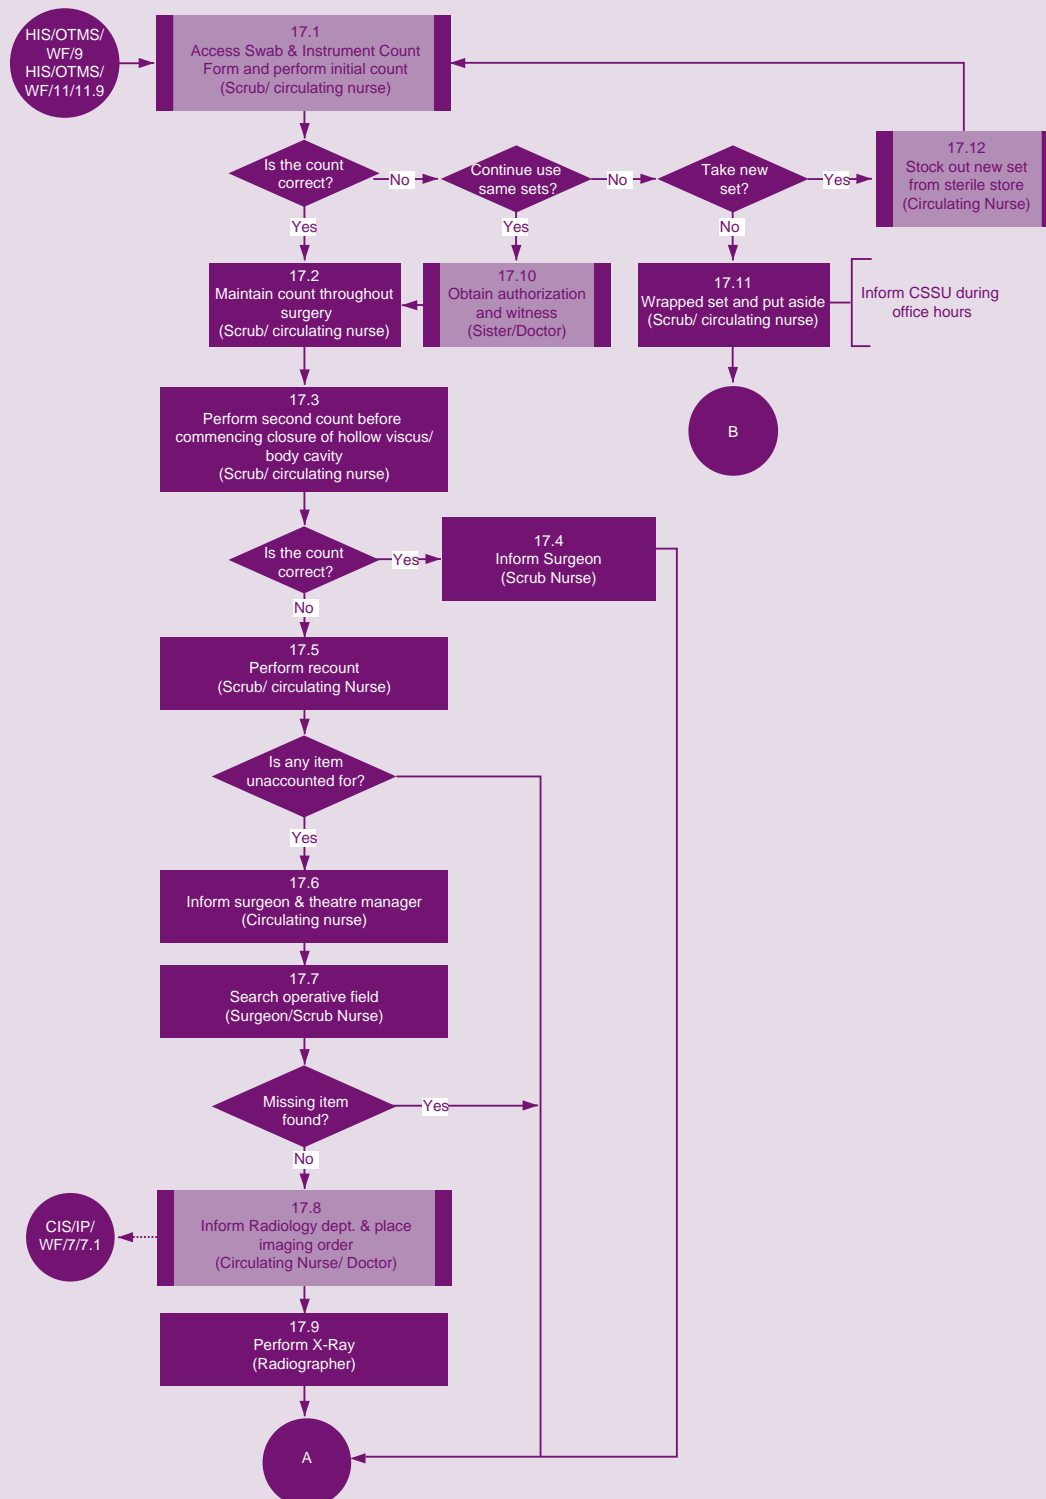 HIS/OTMS/
WF/9
HIS/OTMS/
WF/11/11.9
17.1
Access Swab & Instrument Count
Form and perform initial count
(Scrub/ circulating nurse)
Is the count
correct?
No
Continue use
same sets?
No
Take new
set?
Yes
17.12
Stock out new set
from sterile store
(Circulating Nurse)
Yes
Yes
No
17.2
Maintain count throughout
surgery
(Scrub/ circulating nurse)
17.10
Obtain authorization
and witness
(Sister/Doctor)
17.11
Wrapped set and put aside
(Scrub/ circulating nurse)
Inform CSSU during
office hours
B
17.3
Perform second count before
commencing closure of hollow viscus/
body cavity
(Scrub/ circulating nurse)
Is the count
correct?
Yes
17.4
Inform Surgeon
(Scrub Nurse)
No
17.5
Perform recount
(Scrub/ circulating Nurse)
Is any item
unaccounted for?
Yes
17.6
Inform surgeon & theatre manager
(Circulating nurse)
17.7
Search operative field
(Surgeon/Scrub Nurse)
Missing item
found?
Yes
No
CIS/IP/
WF/7/7.1
17.8
Inform Radiology dept. & place
imaging order
(Circulating Nurse/ Doctor)
17.9
Perform X-Ray
(Radiographer)
A